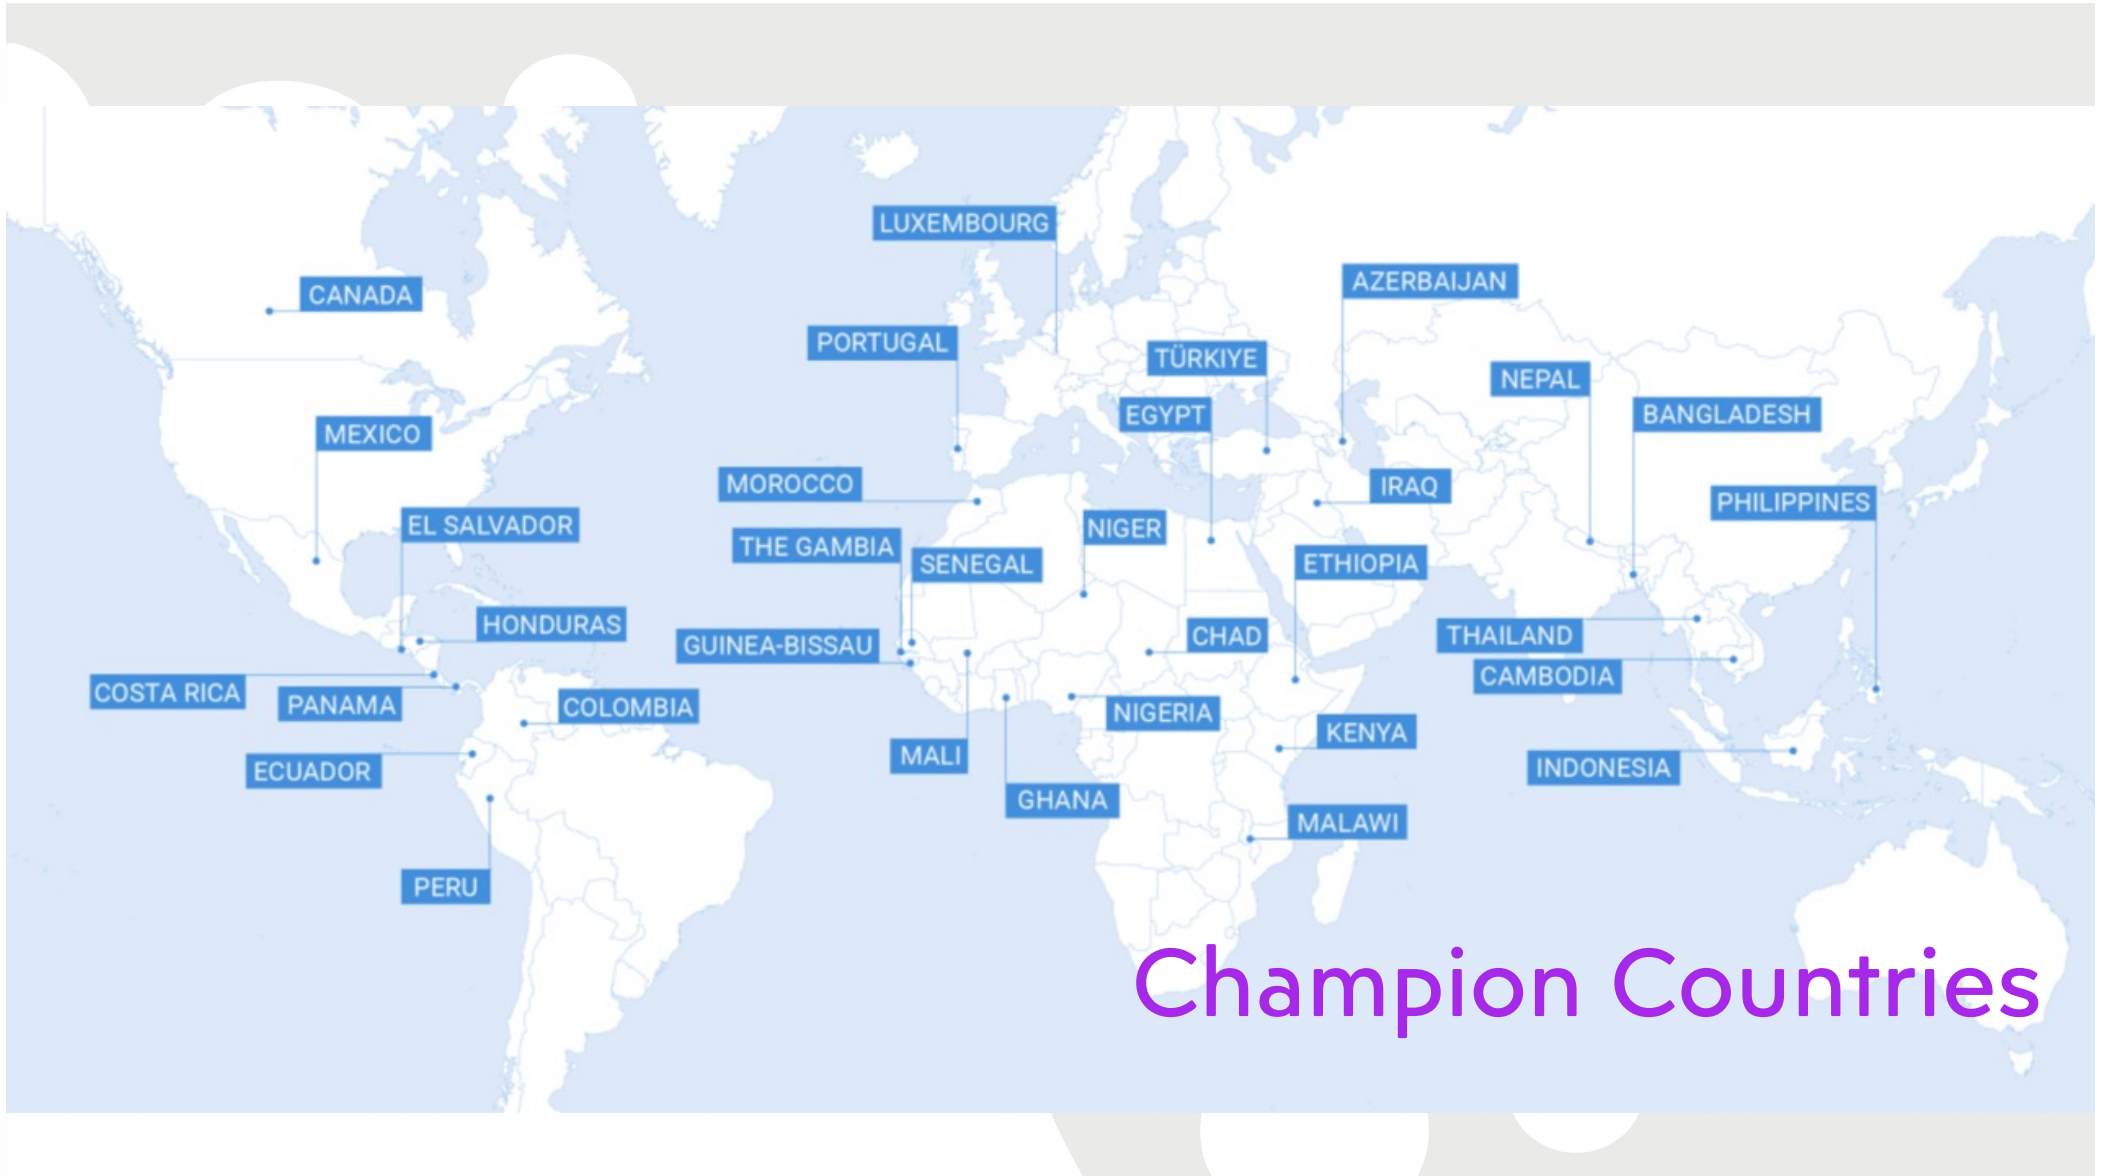 LUXEMBOURG
AZERBAIJAN
CANADA
PORTUGAL
TÜRKIYE
NEPAL
EGYPT
BANGLADESH
MEXICO
MOROCCO
IRAQ
PHILIPPINES
EL SALVADOR
NIGER
THE GAMBIA
SENEGAL
ETHIOPIA
HONDURAS
CHAD
THAILAND
GUINEA-BISSAU
CAMBODIA
COSTA RICA
PANAMA
COLOMBIA
NIGERIA
KENYA
MALI
ECUADOR
INDONESIA
GHANA
MALAWI
PERU
Champion Countries